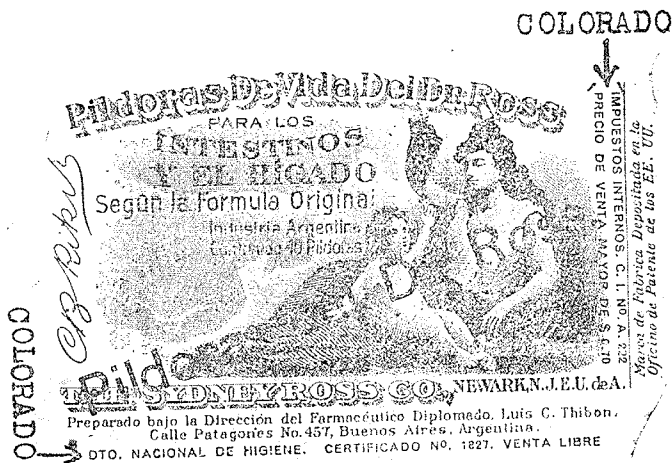 COLORADO
Pildoras De Vida Del Dr. Ross
PARA LOS
INTESTINOS
Y EL HÍGADO
Según la Formula Original
Industria Argentina
Contenido 40 Pildoras
Pildo
THE SYDNEY ROSS CO., NEWARK, N.J.E.U. de A.
Preparado bajo la Dirección del Farmacéutico Diplomado, Luis C. Thibon,
Calle Patagones No. 457, Buenos Aires, Argentina.
DTO. NACIONAL DE HIGIENE. CERTIFICADO Nº. 1827. VENTA LIBRE
IMPUESTOS INTERNOS, C. I. NO. A. 232
PRECIO DE VENTA MAYOR DE $ 0.70
Marca de Fabrica Depositada en la
Oficina de Patente de los EE. UU.
COLORADO